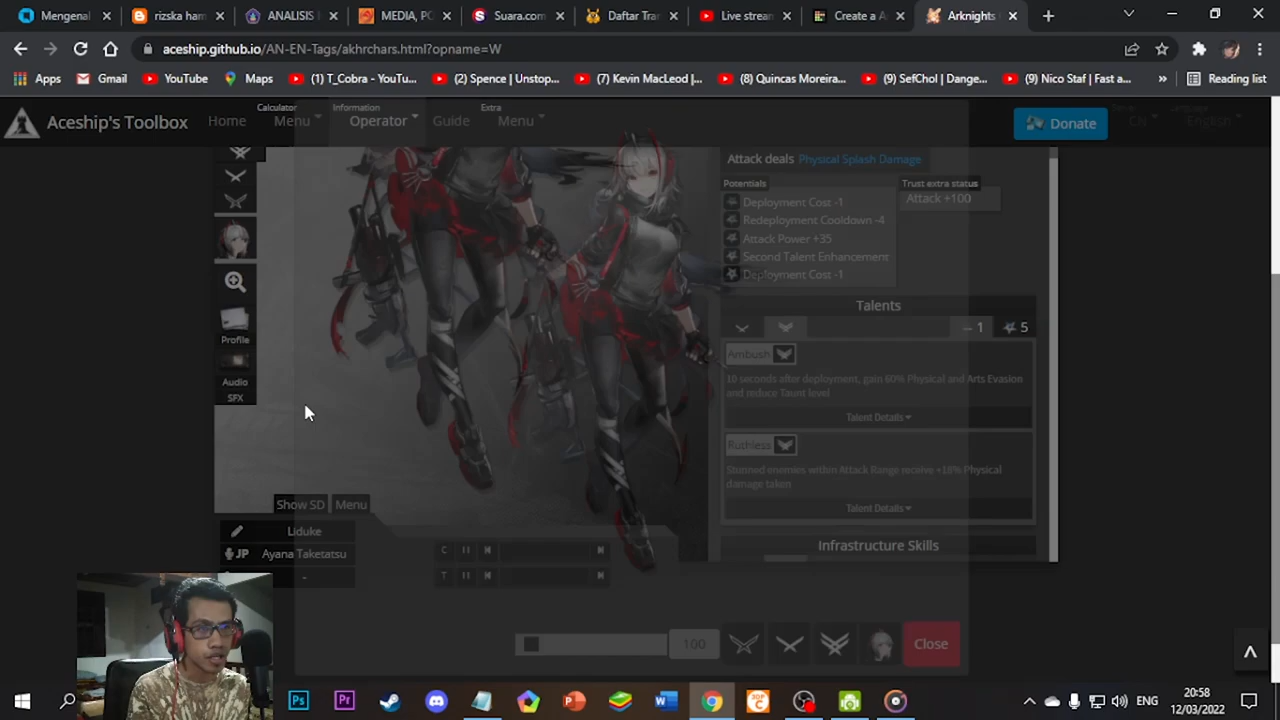 Mengenal
rizska ham
ANALISIS
MEDIA, PO
Suara.com
Daftar Tran
Live stream
Create a A
Arknights
aceship.github.io/AN-EN-Tags/akhrchars.html?opname=W
Apps
Gmail
YouTube
Maps
(1) T_Cobra - YouTu...
(2) Spence | Unstop...
(7) Kevin MacLeod |...
(8) Quincas Moreira...
(9) SefChol | Dange...
(9) Nico Staf | Fast a...
»
Reading list
Aceship's Toolbox
Home
Calculator
Menu
Information
Operator
Guide
Extra
Menu
Donate
CN
English
Attack deals Physical Splash Damage
Potentials
Trust extra status
Deployment Cost -1
Attack +100
Redeployment Cooldown -4
Attack Power +35
Second Talent Enhancement
Deployment Cost -1
Talents
1
5
Ambush
10 seconds after deployment, gain 60% Physical and Arts Evasion
and reduce Taunt level
Talent Details
Ruthless
Stunned enemies within Attack Range receive +18% Physical
damage taken
Talent Details
Infrastructure Skills
Profile
Audio
SFX
Show SD
Menu
Liduke
JP
Ayana Taketatsu
-
C
T
100
Close
Ps
Pr
ENG
20:58
12/03/2022